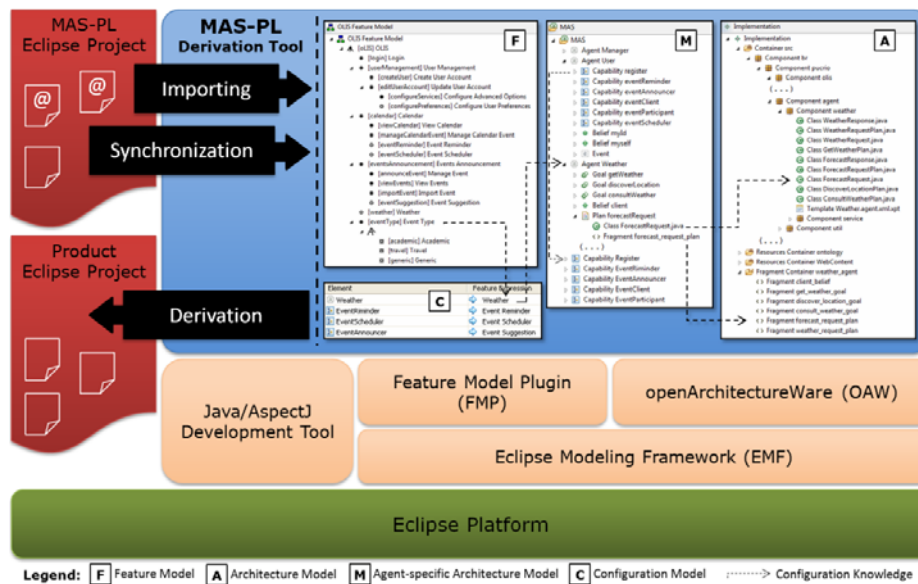 MAS-PL
Eclipse Project
@
@
Importing
Synchronization
Product
Eclipse Project
Derivation
MAS-PL
Derivation Tool
OLIS Feature Model
F
OLIS Feature Model
[oLIS] OLIS
[login] Login
[userManagement] User Management
[createUser] Create User Account
[editUserAccount] Update User Account
[configureServices] Configure Advanced Options
[configurePreferences] Configure User Preferences
[calendar] Calendar
[viewCalendar] View Calendar
[manageCalendarEvent] Manage Calendar Event
[eventReminder] Event Reminder
[eventScheduler] Event Scheduler
[eventsAnnouncement] Events Announcement
[announceEvent] Manage Event
[viewEvents] View Events
[importEvent] Import Event
[eventSuggestion] Event Suggestion
[weather] Weather
[eventType] Event Type
[academic] Academic
[travel] Travel
[generic] Generic
Element
C
Feature Expression
Weather
Weather
EventReminder
Event Reminder
EventScheduler
Event Scheduler
EventAnnouncer
Event Suggestion
MAS
M
MAS
Agent Manager
Agent User
Capability register
Capability eventReminder
Capability eventAnnouncer
Capability eventClient
Capability eventParticipant
Capability eventScheduler
Belief myId
Belief myself
Event
Agent Weather
Goal getWeather
Goal discoverLocation
Goal consultWeather
Belief client
Plan forecastRequest
Class ForecastRequest.java
Fragment forecast_request_plan
{...}
Capability Register
Capability EventReminder
Capability EventAnnouncer
Capability EventClient
Capability EventParticipant
Implementation
A
Implementation
Container src
Component br
Component pucrio
Component olis
{...}
Component agent
Component weather
Class WeatherResponse.java
Class WeatherRequestPlan.java
Class WeatherRequest.java
Class GetWeatherPlan.java
Class ForecastResponse.java
Class ForecastRequestPlan.java
Class ForecastRequest.java
Class DiscoverLocationPlan.java
Class ConsultWeatherPlan.java
Template Weather.agent.xml.xpt
Component service
Component util
{...}
Resources Container ontology
Resources Container WebContent
Fragment Container weather_agent
Fragment client_belief
Fragment get_weather_goal
Fragment discover_location_goal
Fragment consult_weather_goal
Fragment forecast_request_plan
Fragment weather_request_plan
Java/AspectJ
Development Tool
Feature Model Plugin
(FMP)
openArchitectureWare (OAW)
Eclipse Modeling Framework (EMF)
Eclipse Platform
Legend: F Feature Model A Architecture Model M Agent-specific Architecture Model C Configuration Model Configuration Knowledge